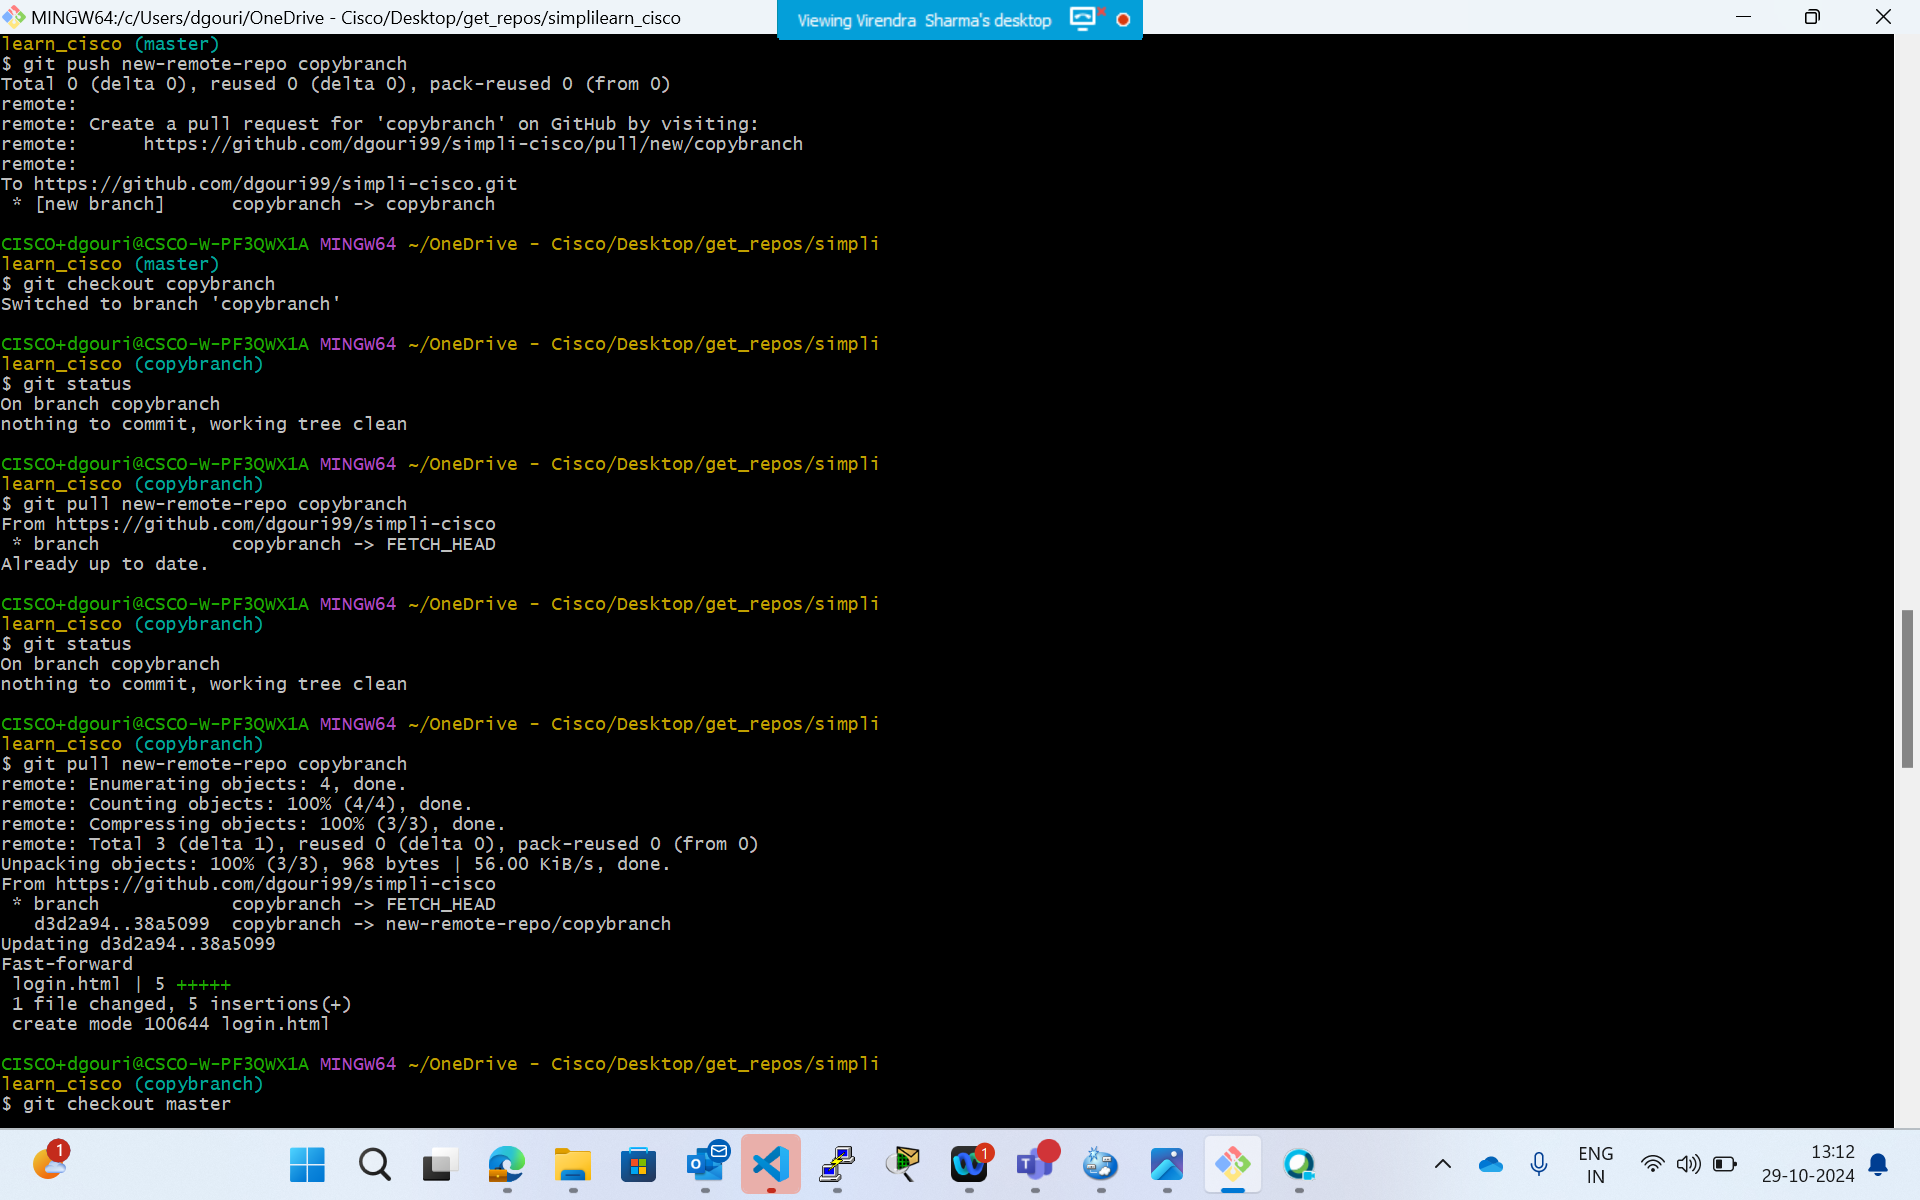 MINGW64:/c/Users/dgouri/OneDrive - Cisco/Desktop/get_repos/simplilearn_cisco
Viewing Virendra Sharma's desktop
learn_cisco (master)
$ git push new-remote-repo copybranch
Total 0 (delta 0), reused 0 (delta 0), pack-reused 0 (from 0)
remote:
remote: Create a pull request for 'copybranch' on GitHub by visiting:
remote:      https://github.com/dgouri99/simpli-cisco/pull/new/copybranch
remote:
To https://github.com/dgouri99/simpli-cisco.git
 * [new branch]      copybranch -> copybranch
CISCO+dgouri@CSCO-W-PF3QWX1A MINGW64 ~/OneDrive - Cisco/Desktop/get_repos/simpli
learn_cisco (master)
$ git checkout copybranch
Switched to branch 'copybranch'
CISCO+dgouri@CSCO-W-PF3QWX1A MINGW64 ~/OneDrive - Cisco/Desktop/get_repos/simpli
learn_cisco (copybranch)
$ git status
On branch copybranch
nothing to commit, working tree clean
CISCO+dgouri@CSCO-W-PF3QWX1A MINGW64 ~/OneDrive - Cisco/Desktop/get_repos/simpli
learn_cisco (copybranch)
$ git pull new-remote-repo copybranch
From https://github.com/dgouri99/simpli-cisco
 * branch            copybranch -> FETCH_HEAD
Already up to date.
CISCO+dgouri@CSCO-W-PF3QWX1A MINGW64 ~/OneDrive - Cisco/Desktop/get_repos/simpli
learn_cisco (copybranch)
$ git status
On branch copybranch
nothing to commit, working tree clean
CISCO+dgouri@CSCO-W-PF3QWX1A MINGW64 ~/OneDrive - Cisco/Desktop/get_repos/simpli
learn_cisco (copybranch)
$ git pull new-remote-repo copybranch
remote: Enumerating objects: 4, done.
remote: Counting objects: 100% (4/4), done.
remote: Compressing objects: 100% (3/3), done.
remote: Total 3 (delta 1), reused 0 (delta 0), pack-reused 0 (from 0)
Unpacking objects: 100% (3/3), 968 bytes | 56.00 KiB/s, done.
From https://github.com/dgouri99/simpli-cisco
 * branch            copybranch -> FETCH_HEAD
   d3d2a94..38a5099  copybranch -> new-remote-repo/copybranch
Updating d3d2a94..38a5099
Fast-forward
 login.html | 5 +++++
 1 file changed, 5 insertions(+)
 create mode 100644 login.html
CISCO+dgouri@CSCO-W-PF3QWX1A MINGW64 ~/OneDrive - Cisco/Desktop/get_repos/simpli
learn_cisco (copybranch)
$ git checkout master
1
1
ENG
IN
13:12
29-10-2024